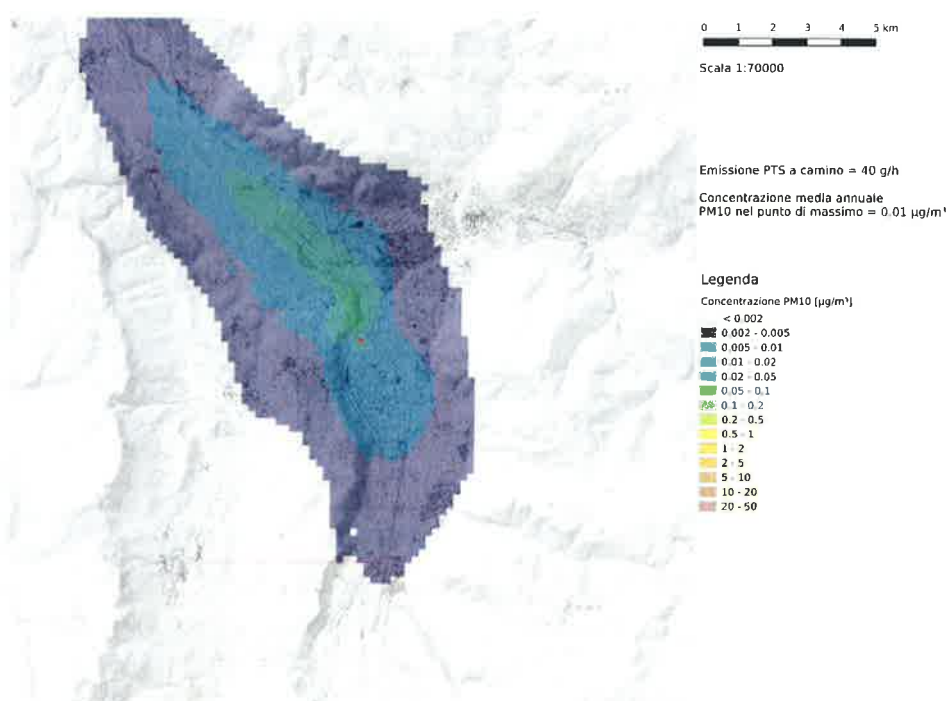 0 1 2 3 4 5 km
Scala 1:70000
Emissione PTS a camino = 40 g/h
Concentrazione media annuale
PM10 nel punto di massimo = 0.01 µg/m³
Legenda
Concentrazione PM10 [µg/m³]
< 0.002
0.002 - 0.005
0.005 - 0.01
0.01 - 0.02
0.02 - 0.05
0.05 - 0.1
0.1 - 0.2
0.2 - 0.5
0.5 - 1
1 - 2
2 - 5
5 - 10
10 - 20
20 - 50